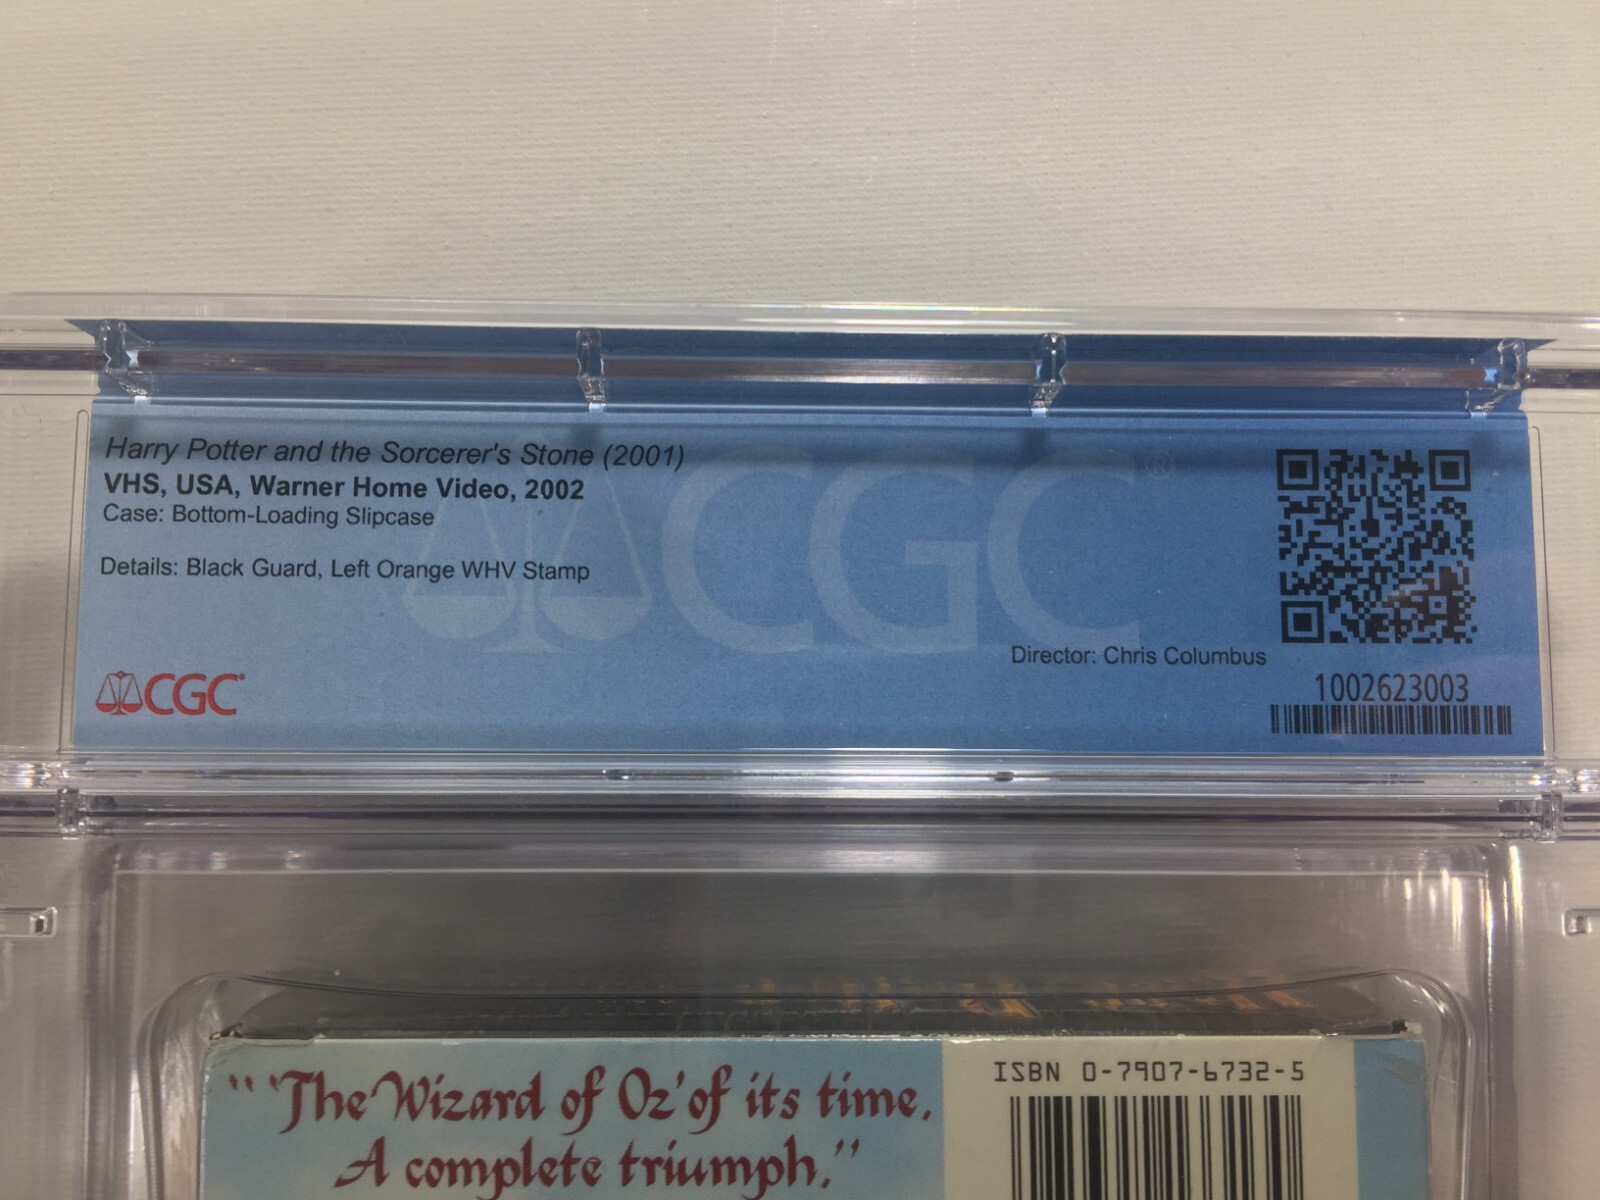 Harry Potter and the Sorcerer's Stone (2001)
VHS, USA, Warner Home Video, 2002
Case: Bottom-Loading Slipcase
Details: Black Guard, Left Orange WHV Stamp
CGC®
Director: Chris Columbus
CGC®
1002623003
"'The Wizard of Oz' of its time.
A complete triumph."
ISBN 0-7907-6732-5